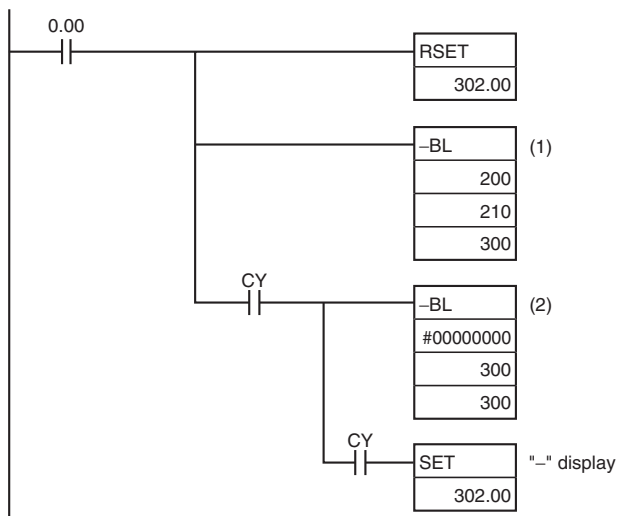 0.00
RSET
302.00
–BL (1)
200
210
300
CY
–BL (2)
#00000000
300
300
CY
SET "–" display
302.00